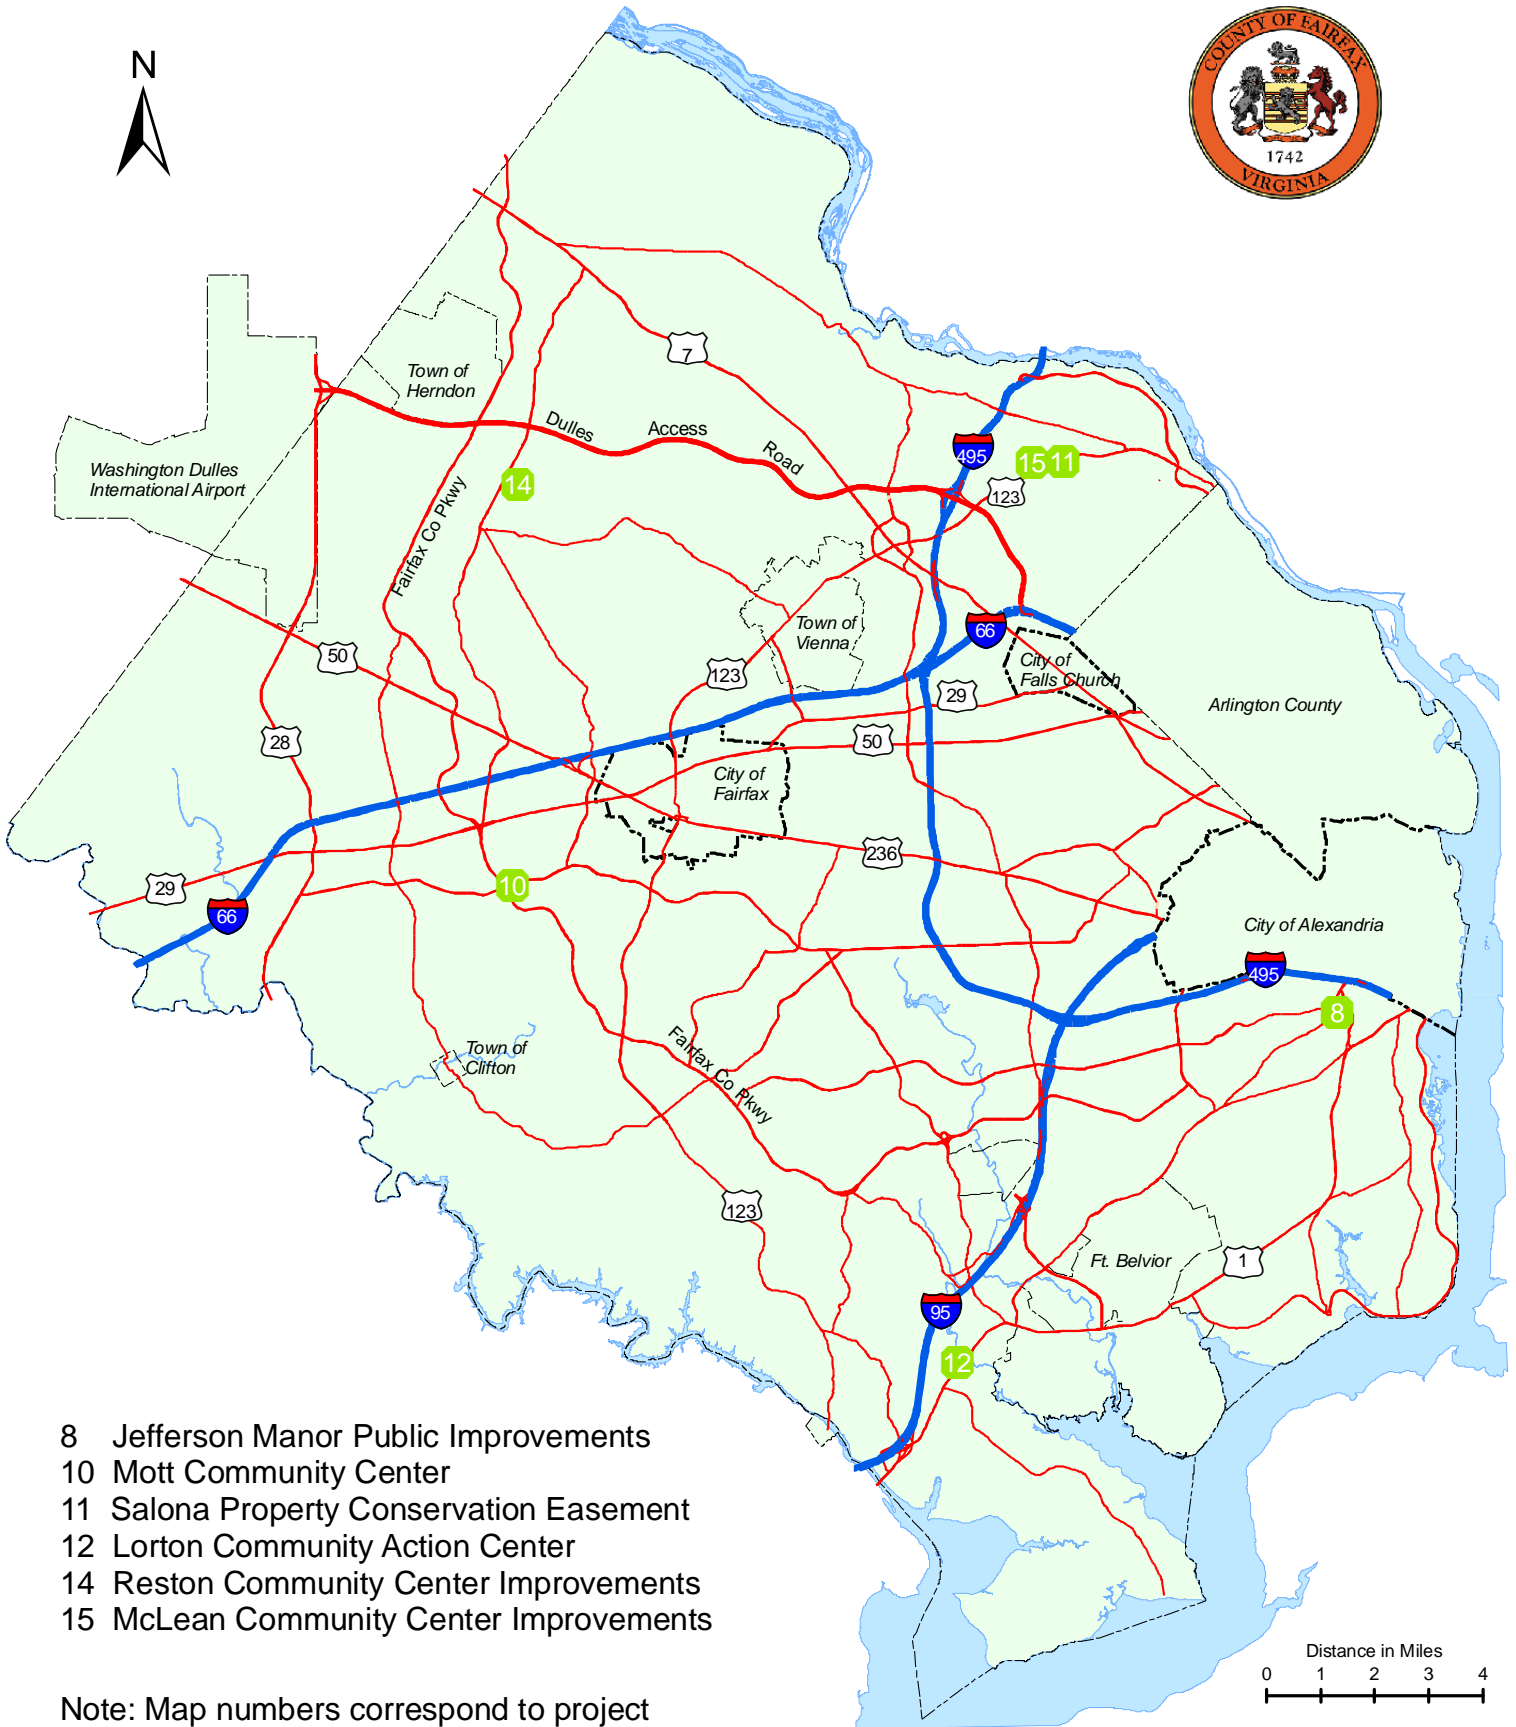 N
COUNTY OF FAIRFAX
1742
VIRGINIA
7
Town of
Herndon
Dulles
Access
Road
495
15
11
123
Washington Dulles
International Airport
14
Fairfax Co Pkwy
Town of
Vienna
66
50
City of
Falls Church
123
29
Arlington County
28
50
City of
Fairfax
236
29
10
66
City of Alexandria
495
8
Town of
Clifton
Fairfax Co Pkwy
123
Ft. Belvior
1
95
12
8 Jefferson Manor Public Improvements
10 Mott Community Center
11 Salona Property Conservation Easement
12 Lorton Community Action Center
14 Reston Community Center Improvements
15 McLean Community Center Improvements
Distance in Miles
0 1 2 3 4
Note: Map numbers correspond to project